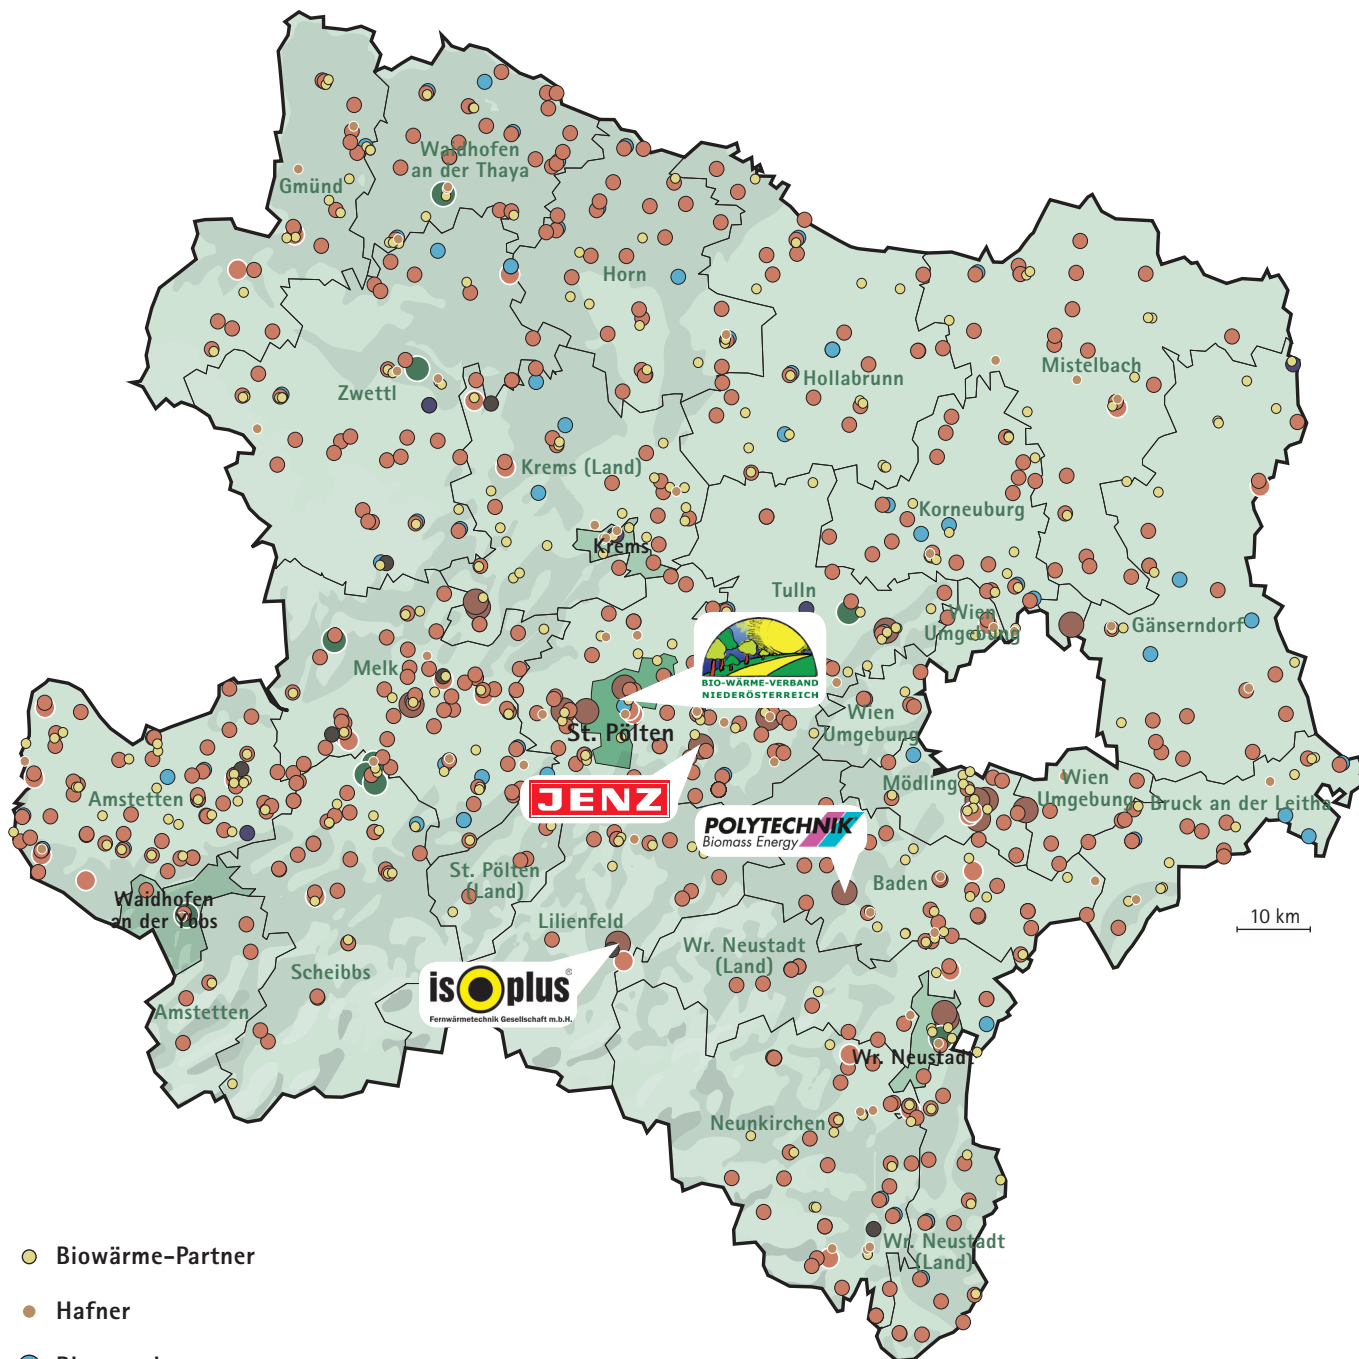 Waidhofen
an der Thaya
Gmünd
Horn
Zwettl
Hollabrunn
Mistelbach
Krems (Land)
Korneuburg
Krems
Tulln
Wien
Umgebung
Gänserndorf
Melk
BIO-WÄRME-VERBAND
NIEDERÖSTERREICH
St. Pölten
Wien
Umgebung
Amstetten
JENZ
Mödling
Wien
Umgebung
Bruck an der Leitha
POLYTECHNIK
Biomass Energy
St. Pölten
(Land)
Baden
Waidhofen
an der Ybbs
Lilienfeld
10 km
Wr. Neustadt
(Land)
Scheibbs
isoplus
®
Fernwärmetechnik Gesellschaft m.b.H.
Amstetten
Wr. Neustadt
Neunkirchen
Wr. Neustadt
(Land)
Biowärme-Partner
Hafner